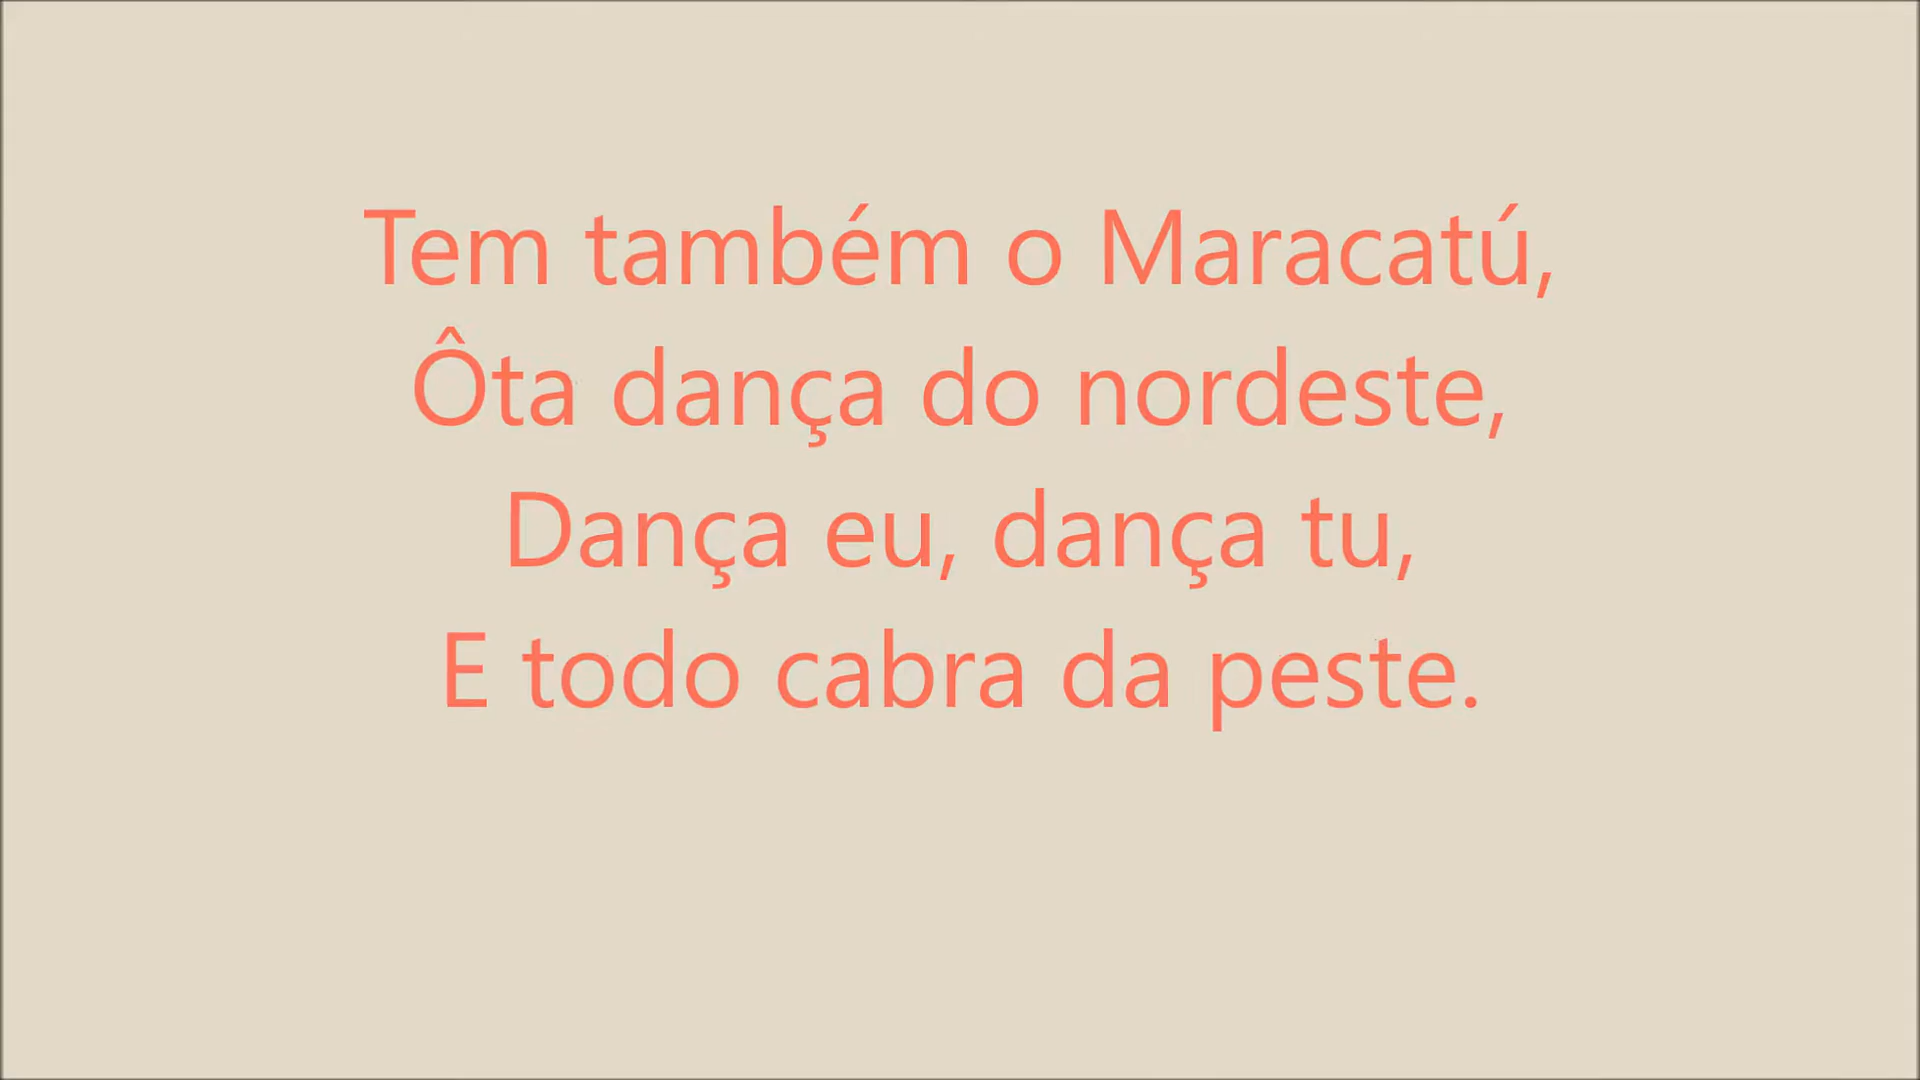 Tem também o Maracatú,
Ôta dança do nordeste,
Dança eu, dança tu,
E todo cabra da peste.